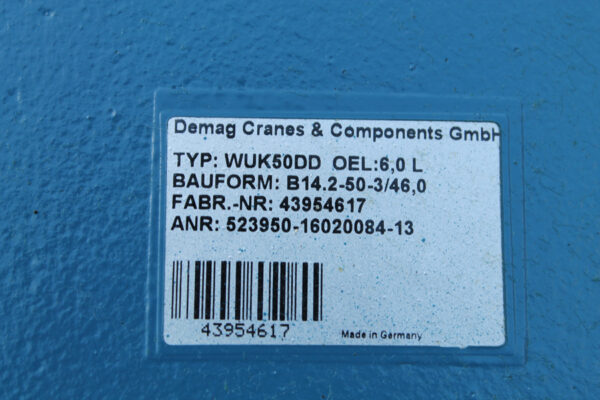 Demag Cranes & Components GmbH
TYP: WUK50DD OEL:6,0 L
BAUFORM: B14.2-50-3/46,0
FABR.-NR: 43954617
ANR: 523950-16020084-13
43954617
Made in Germany